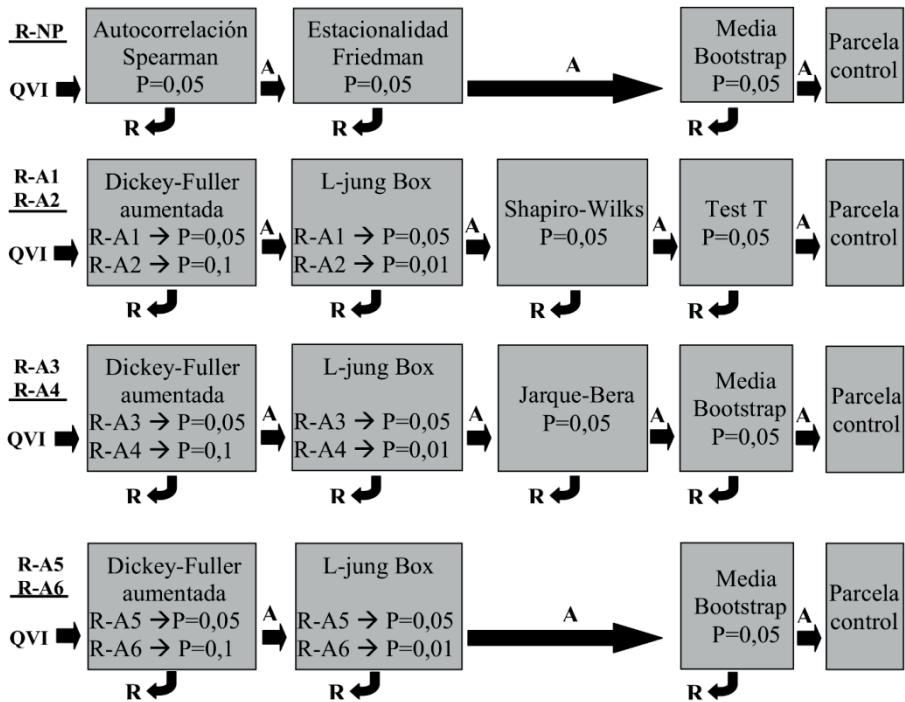 R-NP
QVI
Autocorrelación
Spearman
P=0,05
R
A
Estacionalidad
Friedman
P=0,05
R
A
Media
Bootstrap
P=0,05
R
A
Parcela
control
R-A1
R-A2
QVI
Dickey-Fuller
aumentada
R-A1 → P=0,05
R-A2 → P=0,1
R
A
L-jung Box
R-A1 → P=0,05
R-A2 → P=0,01
R
A
Shapiro-Wilks
P=0,05
R
A
Test T
P=0,05
R
A
Parcela
control
R-A3
R-A4
QVI
Dickey-Fuller
aumentada
R-A3 → P=0,05
R-A4 → P=0,1
R
A
L-jung Box
R-A3 → P=0,05
R-A4 → P=0,01
R
A
Jarque-Bera
P=0,05
R
A
Media
Bootstrap
P=0,05
R
A
Parcela
control
R-A5
R-A6
QVI
Dickey-Fuller
aumentada
R-A5 →P=0,05
R-A6 → P=0,1
R
A
L-jung Box
R-A5 → P=0,05
R-A6 → P=0,01
R
A
Media
Bootstrap
P=0,05
R
A
Parcela
control